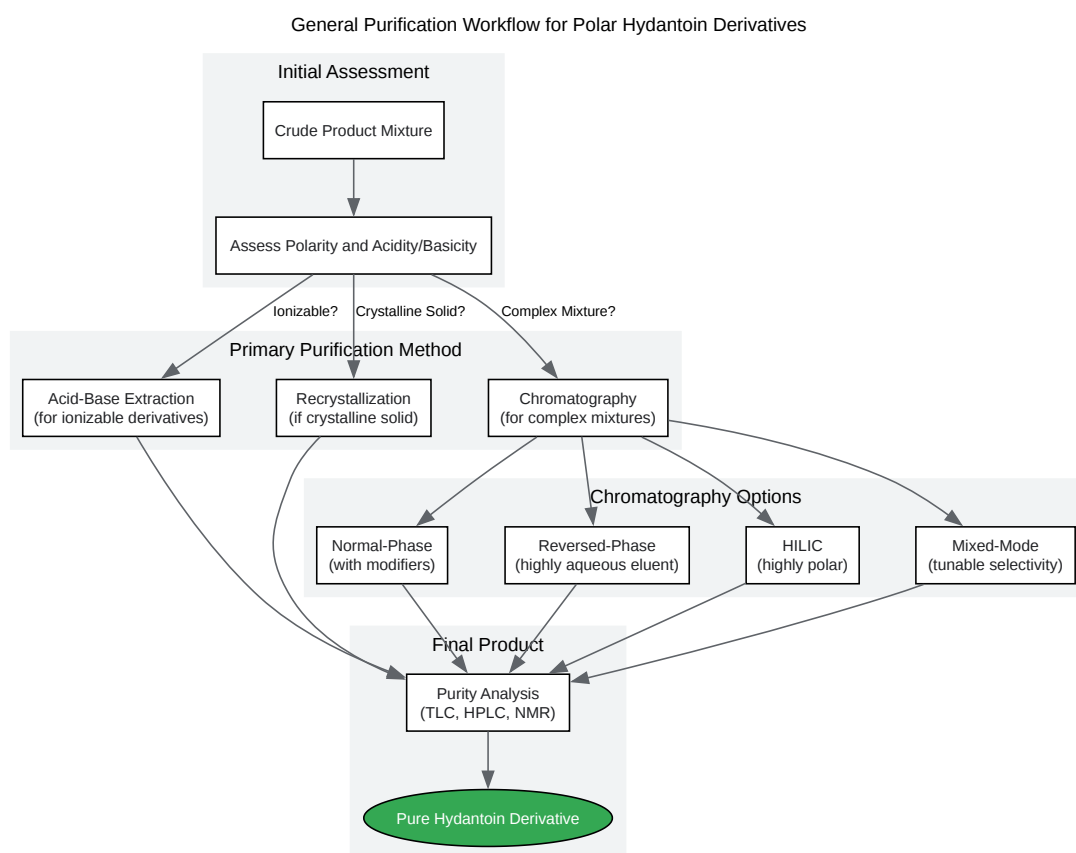 General Purification Workflow for Polar Hydantoin Derivatives
Initial Assessment
Crude Product Mixture
Assess Polarity and Acidity/Basicity
Ionizable?
Crystalline Solid?
Complex Mixture?
Primary Purification Method
Acid-Base Extraction
(for ionizable derivatives)
Recrystallization
(if crystalline solid)
Chromatography
(for complex mixtures)
Chromatography Options
Normal-Phase
(with modifiers)
Reversed-Phase
(highly aqueous eluent)
HILIC
(highly polar)
Mixed-Mode
(tunable selectivity)
Final Product
Purity Analysis
(TLC, HPLC, NMR)
Pure Hydantoin Derivative